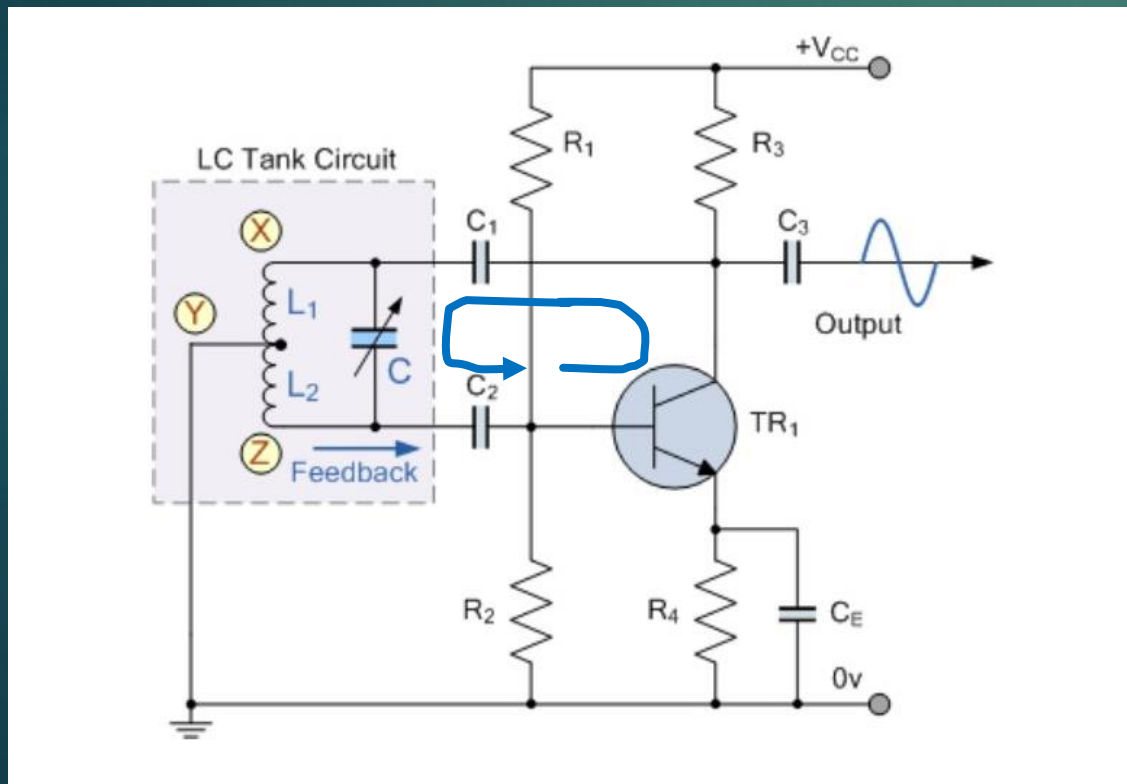 +VCC
R1
R3
LC Tank Circuit
X
C1
C3
L1
Y
Output
C
C2
L2
TR1
Z
Feedback
R2
R4
CE
0v